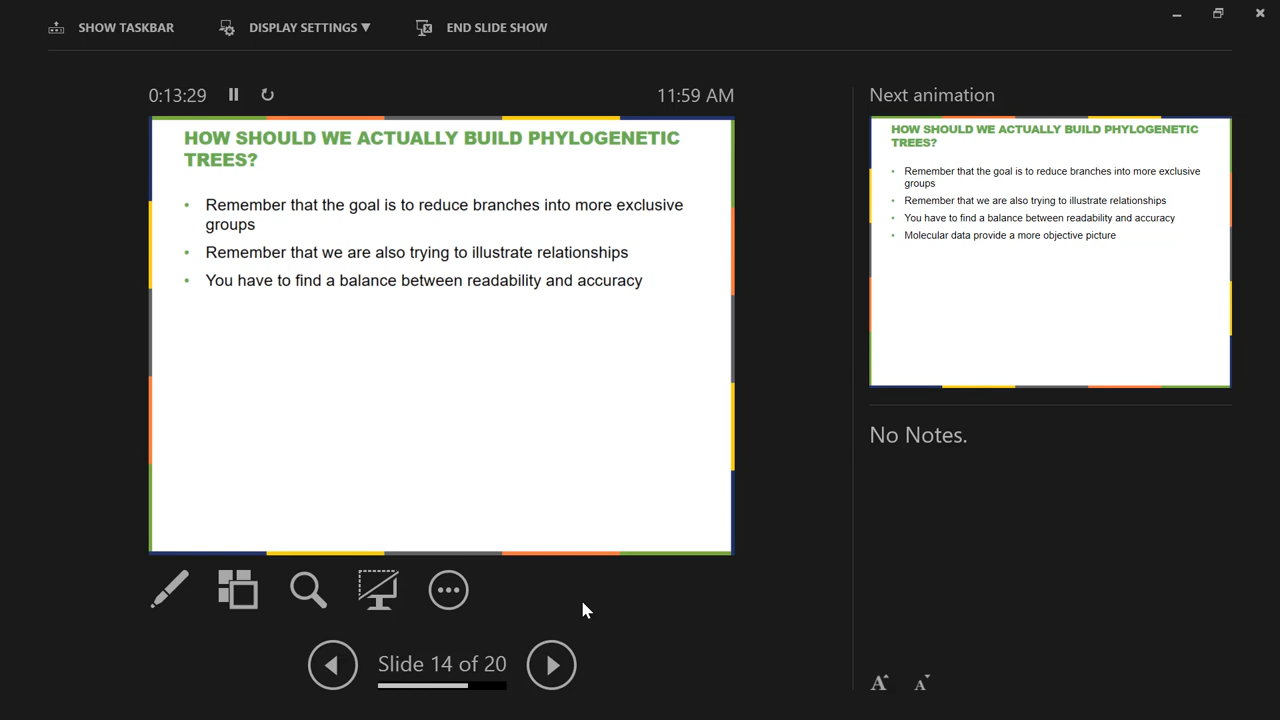 SHOW TASKBAR
DISPLAY SETTINGS ▼
END SLIDE SHOW
0:13:29
11:59 AM
HOW SHOULD WE ACTUALLY BUILD PHYLOGENETIC
TREES?
• Remember that the goal is to reduce branches into more exclusive
groups
• Remember that we are also trying to illustrate relationships
• You have to find a balance between readability and accuracy
Slide 14 of 20
Next animation
HOW SHOULD WE ACTUALLY BUILD PHYLOGENETIC
TREES?
• Remember that the goal is to reduce branches into more exclusive
groups
• Remember that we are also trying to illustrate relationships
• You have to find a balance between readability and accuracy
• Molecular data provide a more objective picture
No Notes.
A A